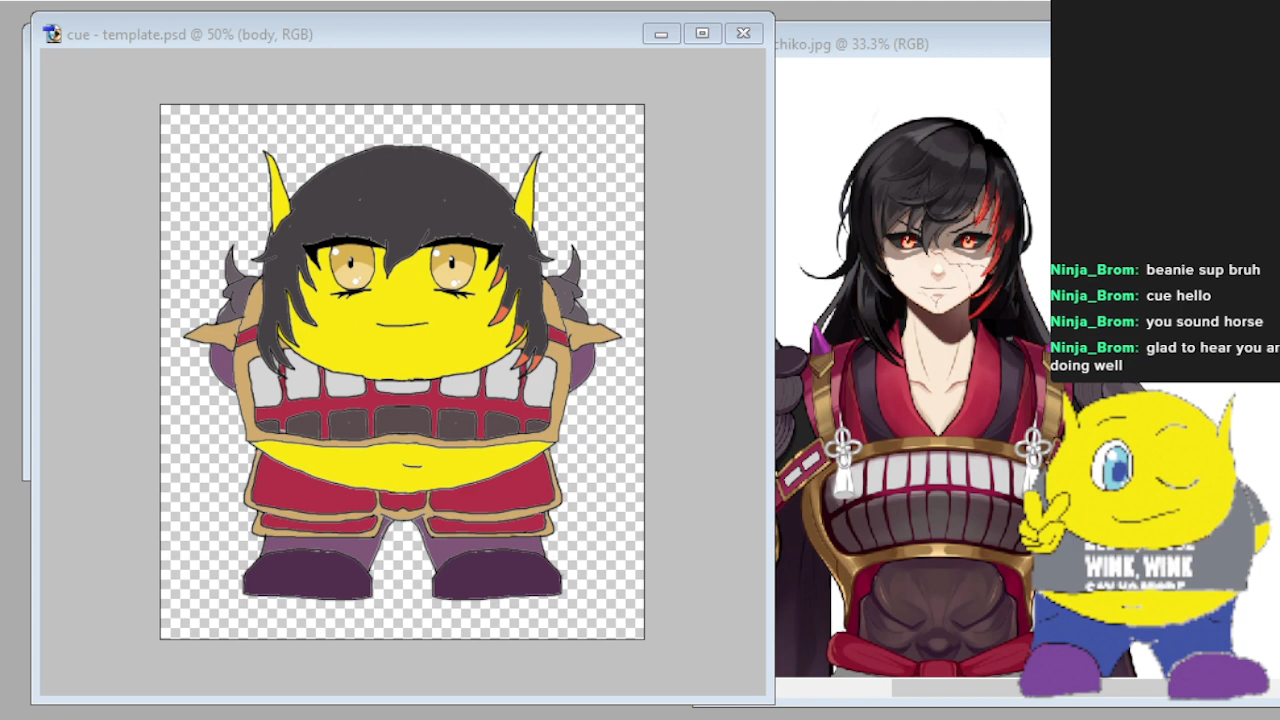 cue - template.psd @ 50% (body, RGB)
chiko.jpg @ 33.3% (RGB)
Ninja_Brom: beanie sup bruh
Ninja_Brom: cue hello
Ninja_Brom: you sound horse
Ninja_Brom: glad to hear you ar
doing well
WINK, WINK